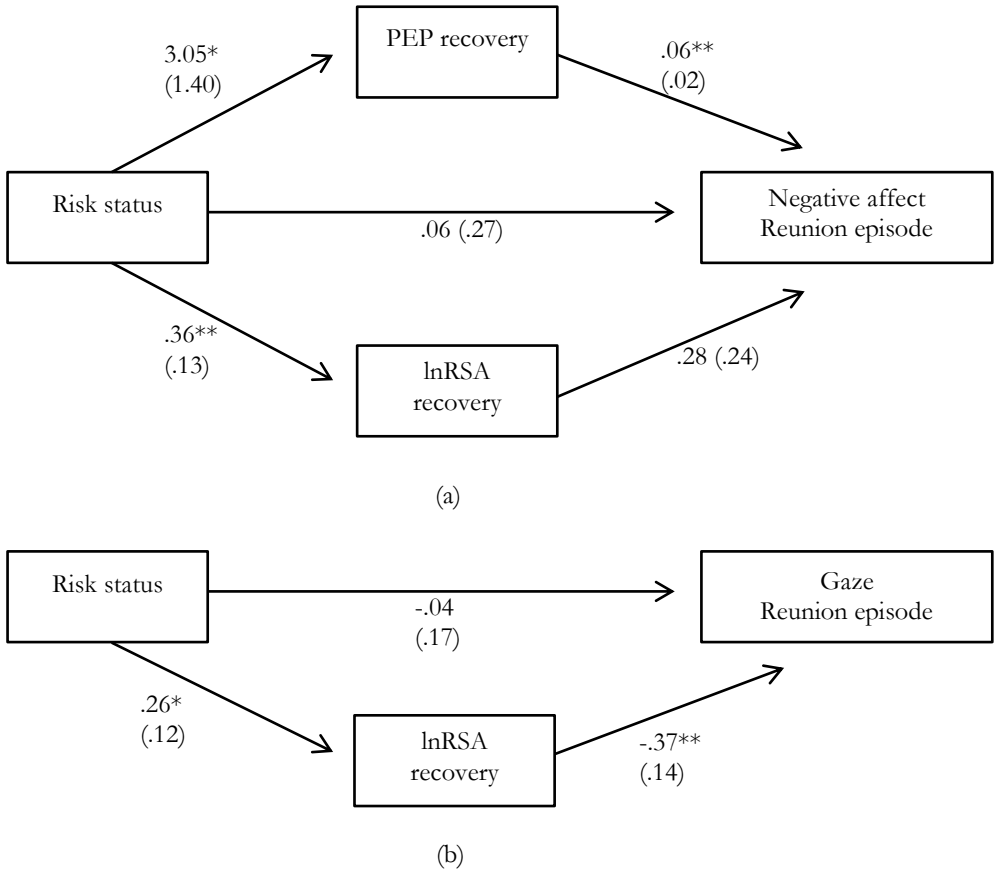 PEP recovery
3.05*
(1.40)
.06**
(.02)
Risk status
.06 (.27)
Negative affect
Reunion episode
.36**
(.13)
lnRSA
recovery
.28 (.24)
(a)
Risk status
-.04
(.17)
Gaze
Reunion episode
.26*
(.12)
lnRSA
recovery
-.37**
(.14)
(b)